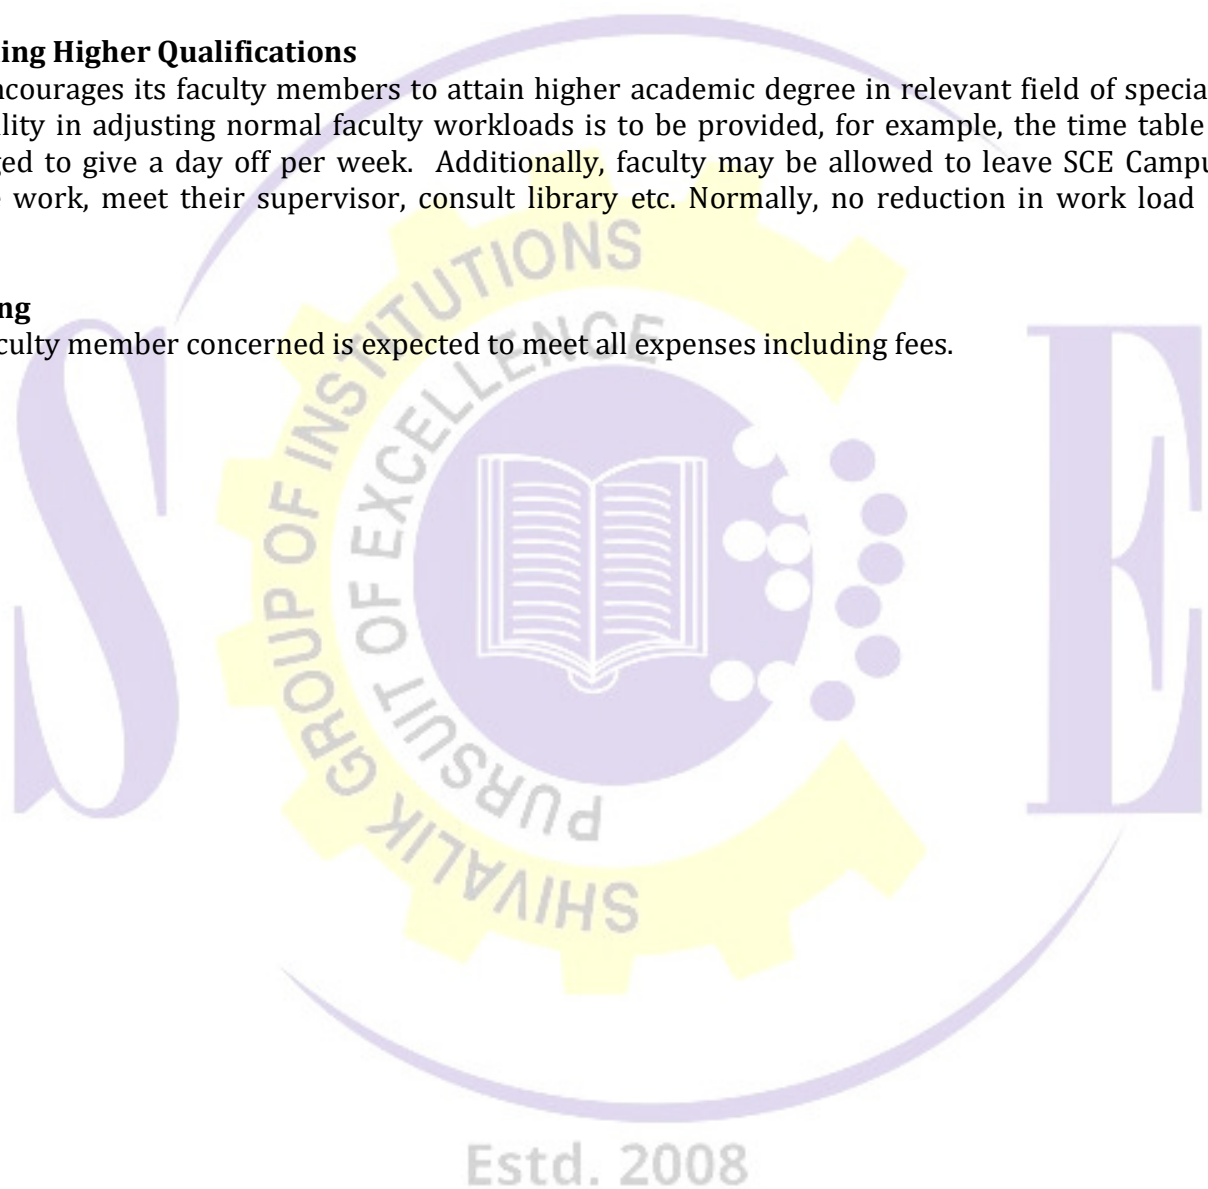 ing Higher Qualifications
ncourages its faculty members to attain higher academic degree in relevant field of specia
ility in adjusting normal faculty workloads is to be provided, for example, the time table
ged to give a day off per week. Additionally, faculty may be allowed to leave SCE Campu
work, meet their supervisor, consult library etc. Normally, no reduction in work load
ng
culty member concerned is expected to meet all expenses including fees.
S E
SHIVALIK GROUP OF INSTITUTIONS
PURSUIT OF EXCELLENCE
Estd. 2008